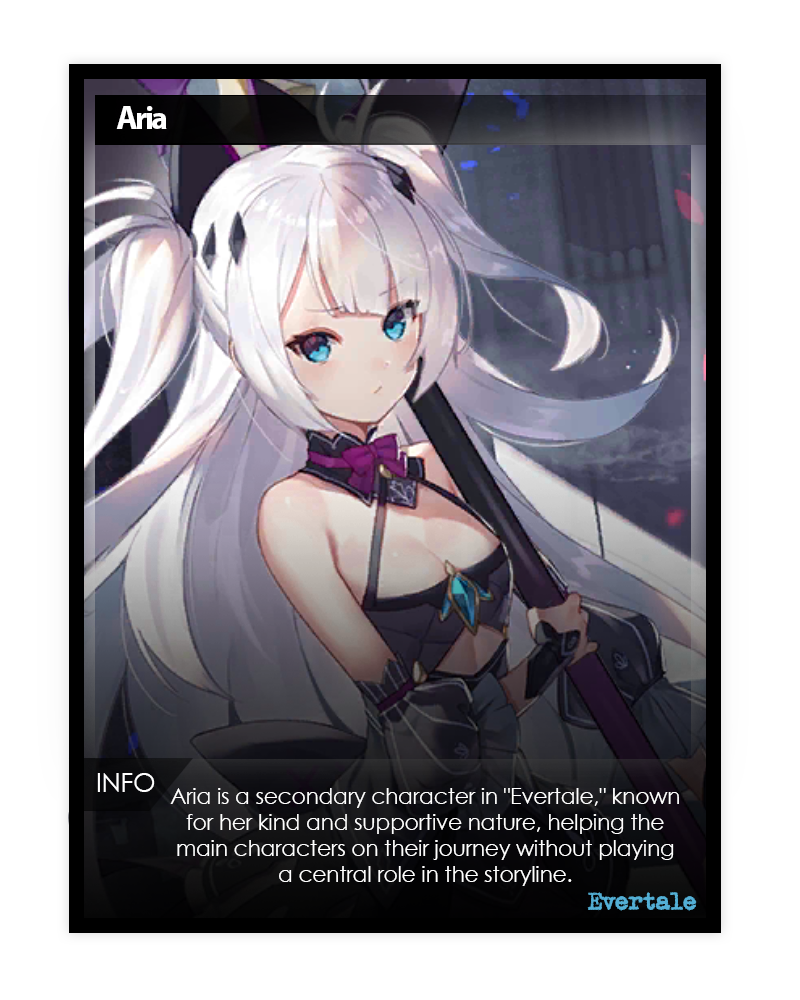 Aria
INFO
Aria is a secondary character in "Evertale," known
for her kind and supportive nature, helping the
main characters on their journey without playing
a central role in the storyline.
Evertale